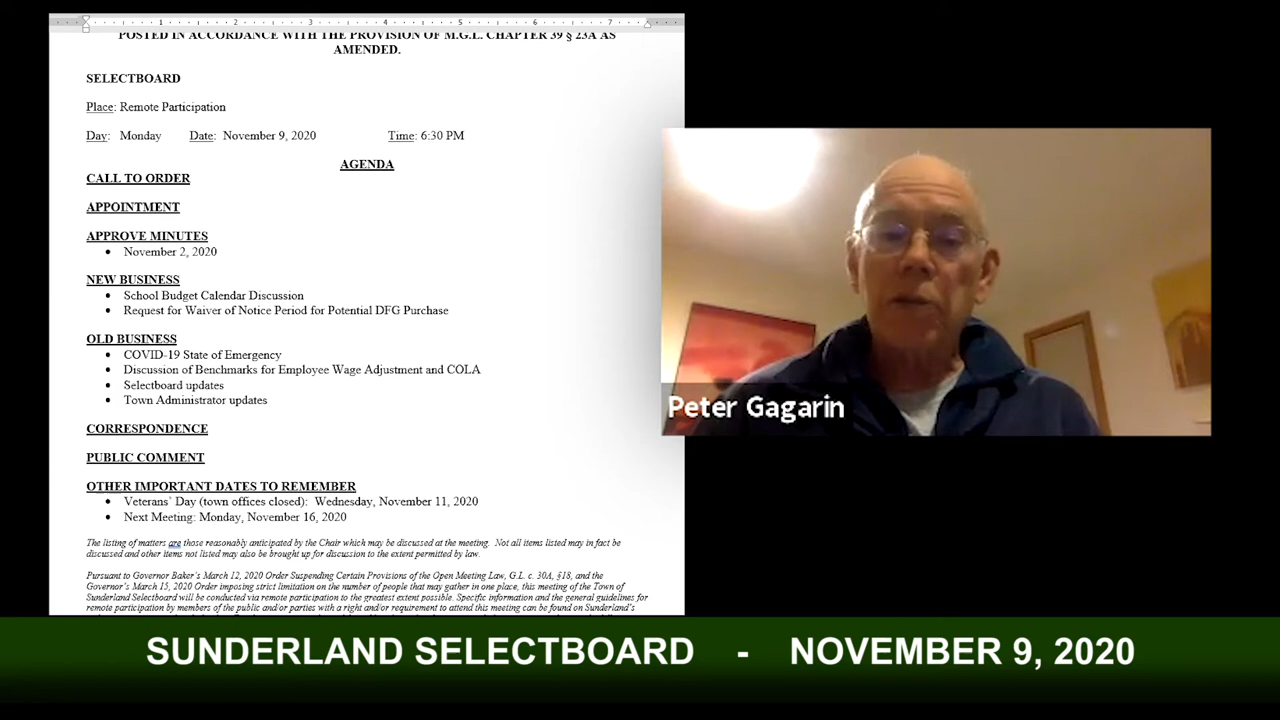 1 2 3 4 5 6 7
POSTED IN ACCORDANCE WITH THE PROVISION OF M.G.L. CHAPTER 39 § 23A AS
AMENDED.
SELECTBOARD
Place: Remote Participation
Day: Monday Date: November 9, 2020 Time: 6:30 PM
AGENDA
CALL TO ORDER
APPOINTMENT
APPROVE MINUTES
• November 2, 2020
NEW BUSINESS
• School Budget Calendar Discussion
• Request for Waiver of Notice Period for Potential DFG Purchase
OLD BUSINESS
• COVID-19 State of Emergency
• Discussion of Benchmarks for Employee Wage Adjustment and COLA
• Selectboard updates
• Town Administrator updates
CORRESPONDENCE
PUBLIC COMMENT
OTHER IMPORTANT DATES TO REMEMBER
• Veterans' Day (town offices closed): Wednesday, November 11, 2020
• Next Meeting: Monday, November 16, 2020
The listing of matters are those reasonably anticipated by the Chair which may be discussed at the meeting. Not all items listed may in fact be
discussed and other items not listed may also be brought up for discussion to the extent permitted by law.
Pursuant to Governor Baker's March 12, 2020 Order Suspending Certain Provisions of the Open Meeting Law, G.L. c. 30A, §18, and the
Governor's March 15, 2020 Order imposing strict limitation on the number of people that may gather in one place, this meeting of the Town of
Sunderland Selectboard will be conducted via remote participation to the greatest extent possible. Specific information and the general guidelines for
remote participation by members of the public and/or parties with a right and/or requirement to attend this meeting can be found on Sunderland's
Peter Gagarin
SUNDERLAND SELECTBOARD - NOVEMBER 9, 2020